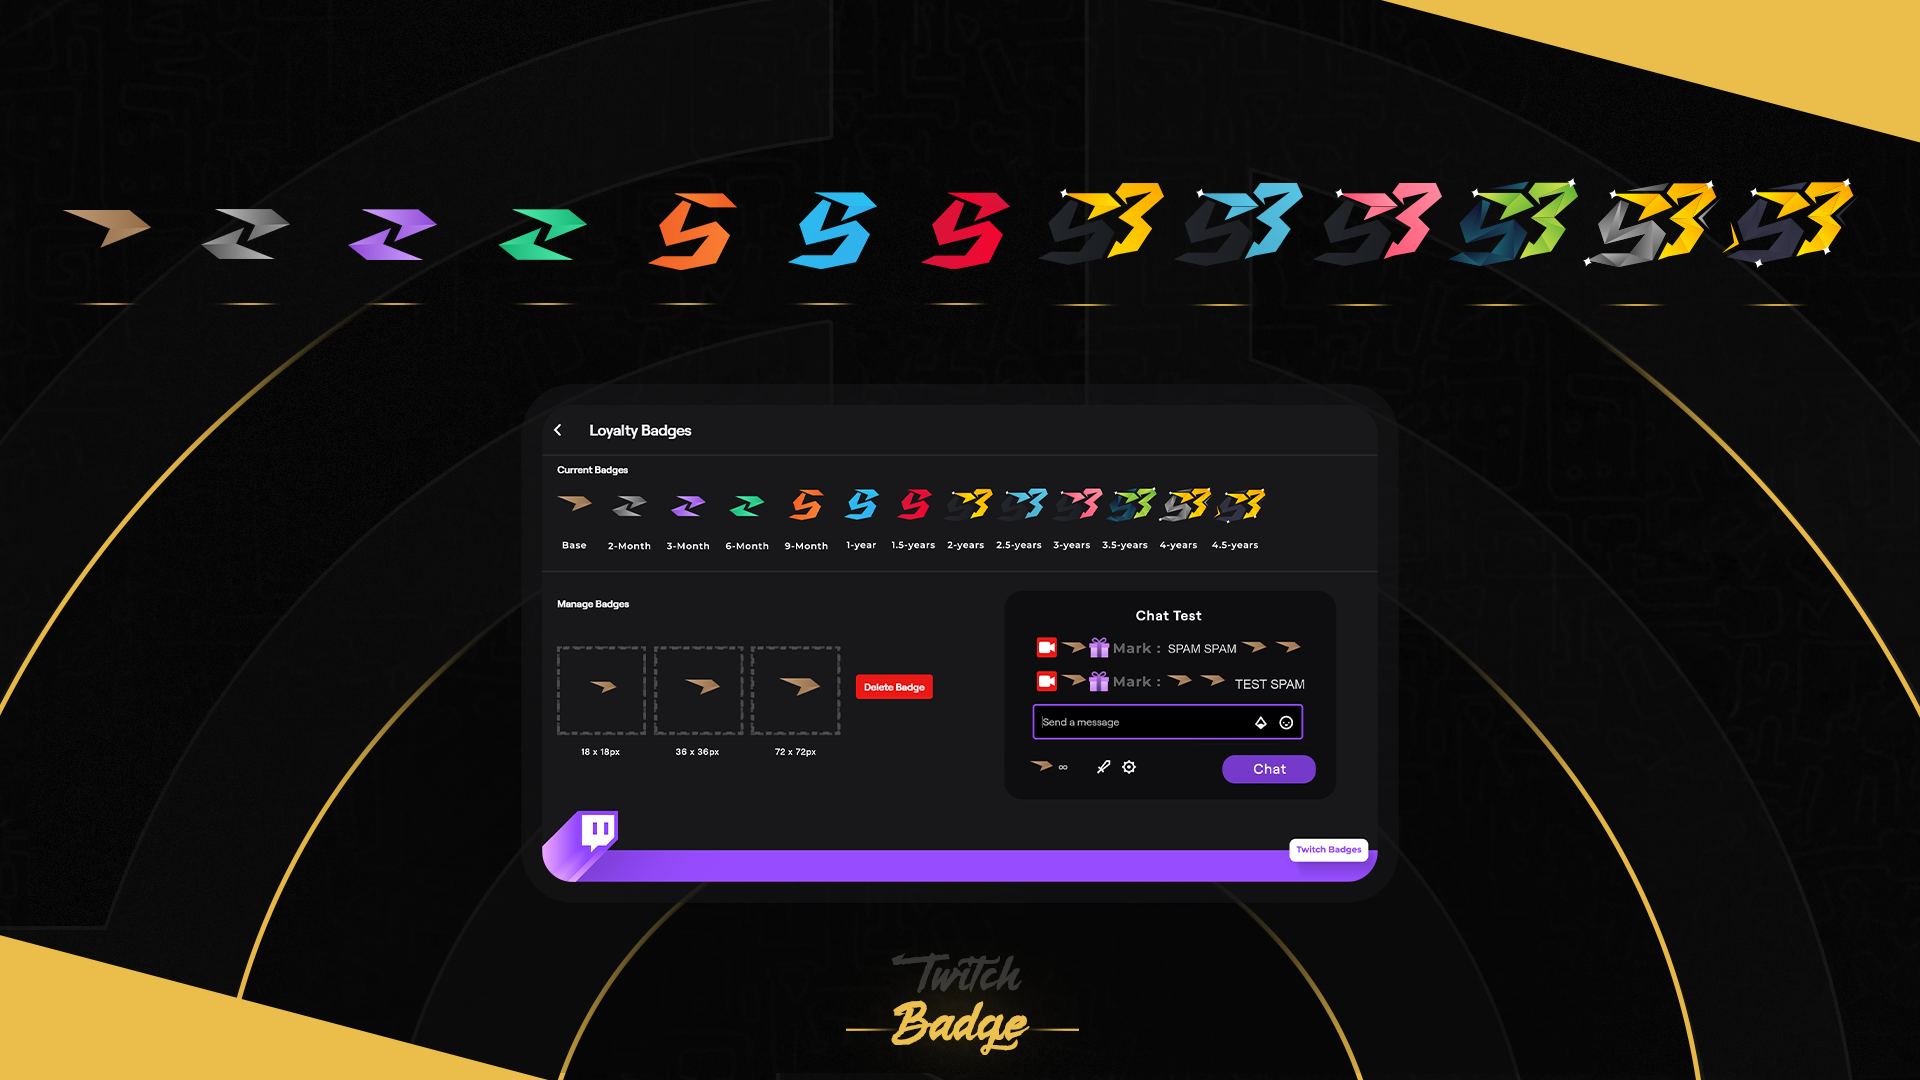 Loyalty Badges
Current Badges
Base 2-Month 3-Month 6-Month 9-Month 1-year 1.5-years 2-years 2.5-years 3-years 3.5-years 4-years 4.5-years
Manage Badges
18 x 18px 36 x 36px 72 x 72px
Delete Badge
Chat Test
Mark : SPAM SPAM
Mark : TEST SPAM
Send a message
∞
Chat
Twitch Badges
Twitch
Badge